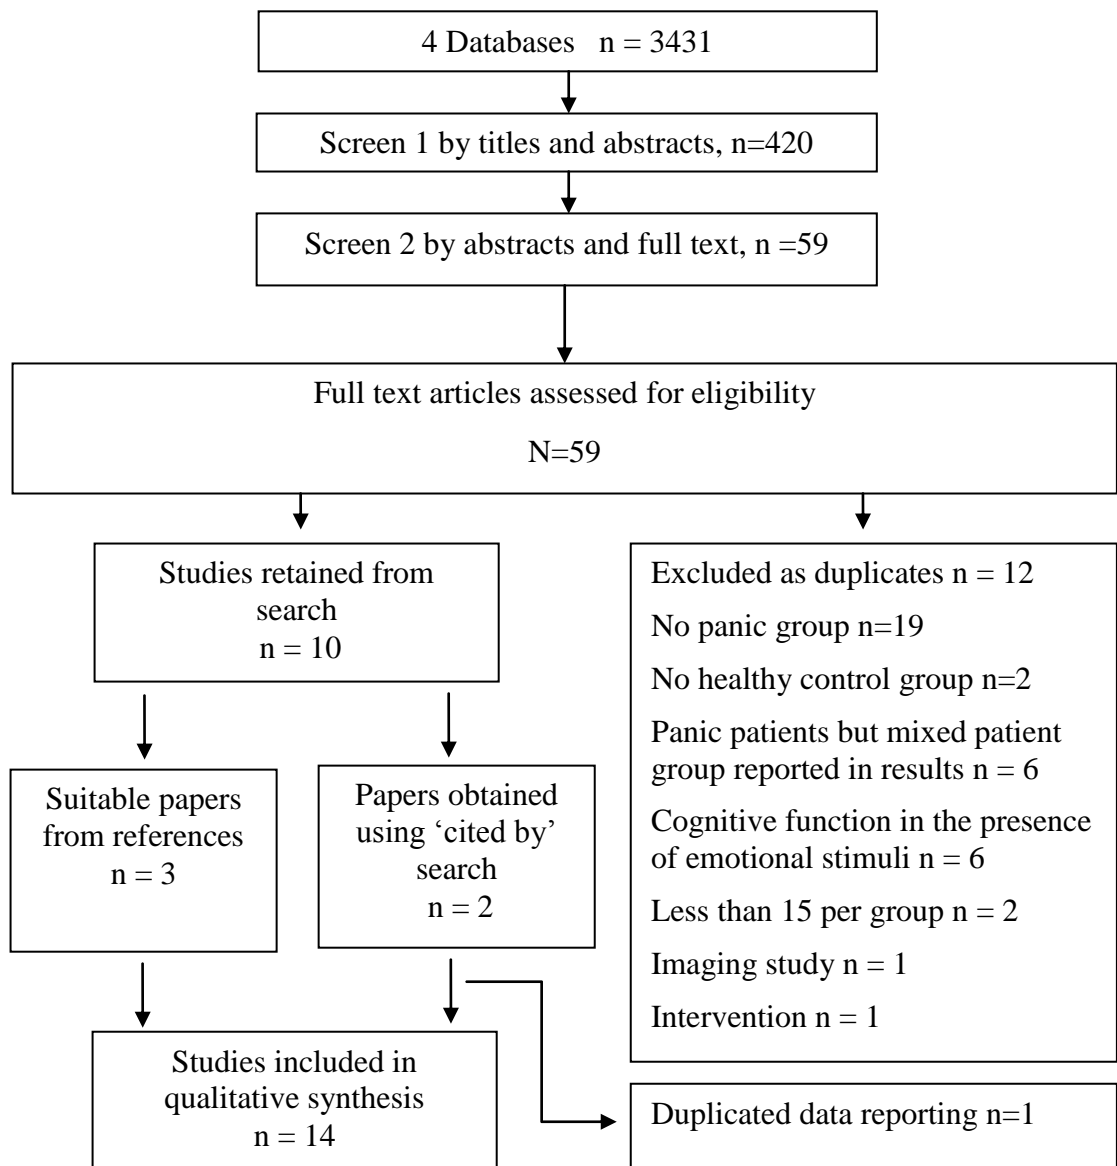 4 Databases   n = 3431
Screen 1 by titles and abstracts, n=420
Screen 2 by abstracts and full text, n =59
Full text articles assessed for eligibility
N=59
Studies retained from
search
n = 10
Excluded as duplicates n = 12
No panic group n=19
No healthy control group n=2
Panic patients but mixed patient
group reported in results n = 6
Cognitive function in the presence
of emotional stimuli n = 6
Less than 15 per group n = 2
Imaging study n = 1
Intervention n = 1
Suitable papers
from references
n = 3
Papers obtained
using ‘cited by’
search
n = 2
Studies included in
qualitative synthesis
n = 14
Duplicated data reporting n=1